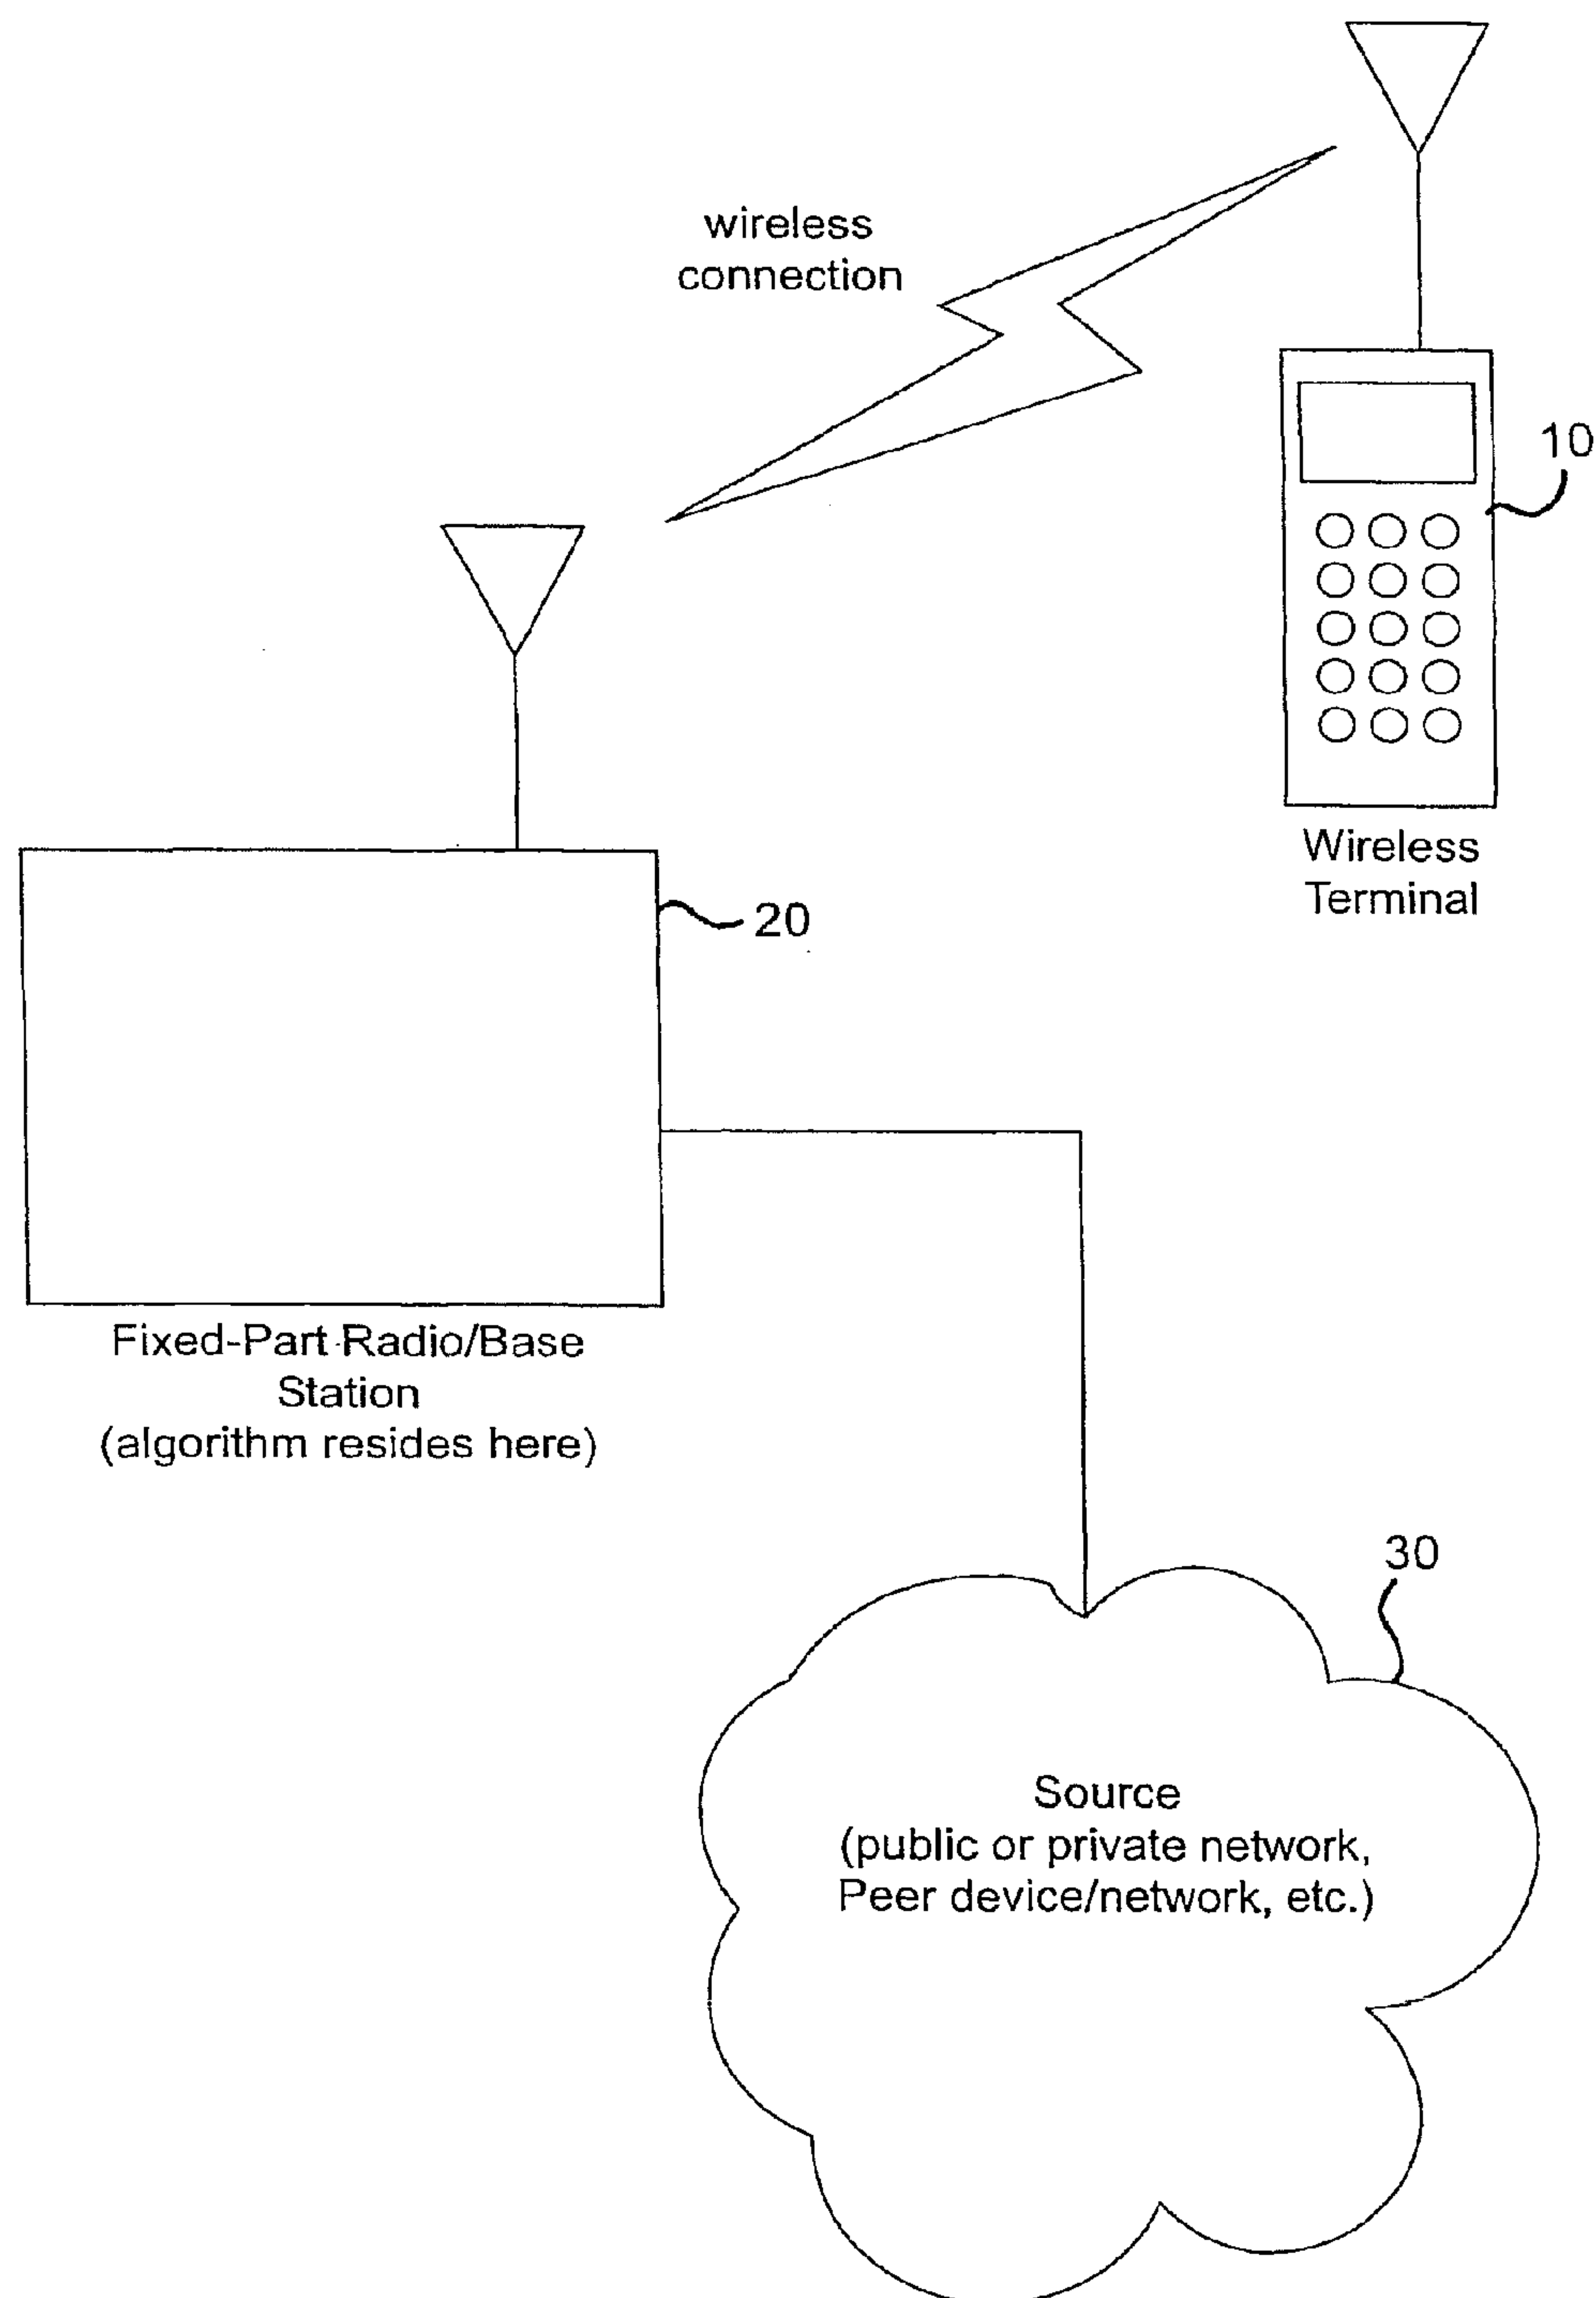 wireless
connection
10
Wireless
Terminal
20
Fixed-Part Radio/Base
Station
(algorithm resides here)
30
Source
(public or private network,
Peer device/network, etc.)